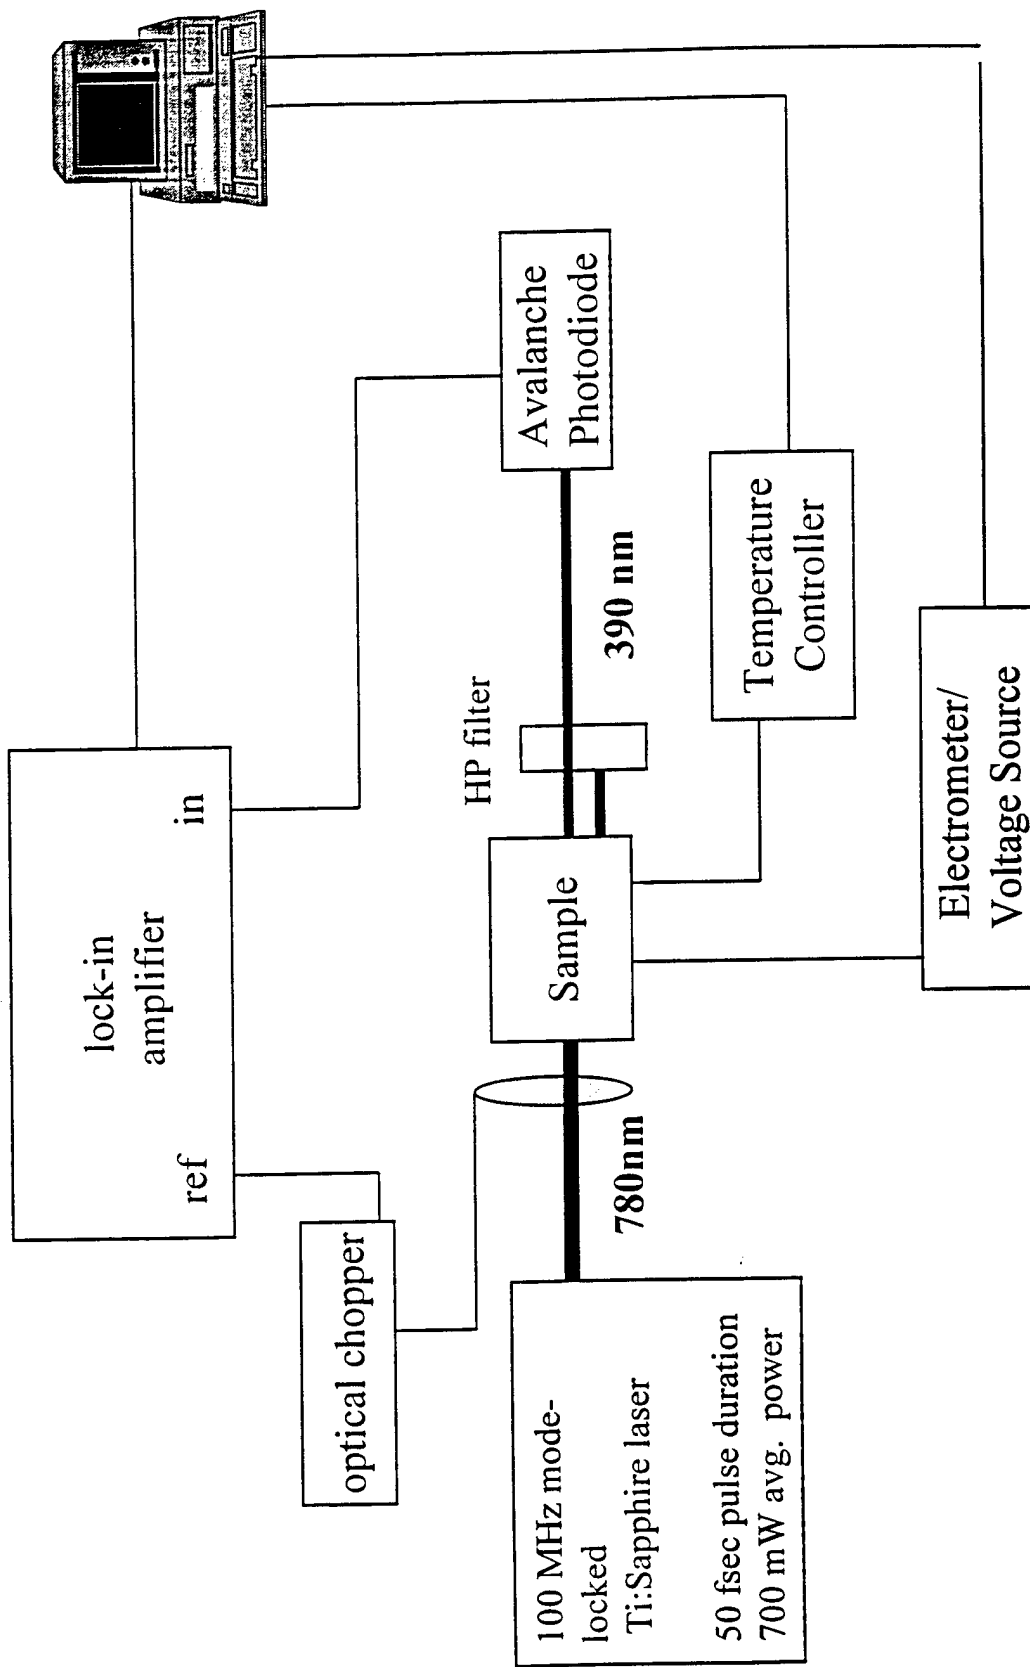 lock-in
amplifier
ref
in
optical chopper
HP filter
Avalanche
Photodiode
Sample
780nm
390 nm
100 MHz mode-
locked
Ti:Sapphire laser
50 fsec pulse duration
700 mW avg. power
Temperature
Controller
Electrometer/
Voltage Source